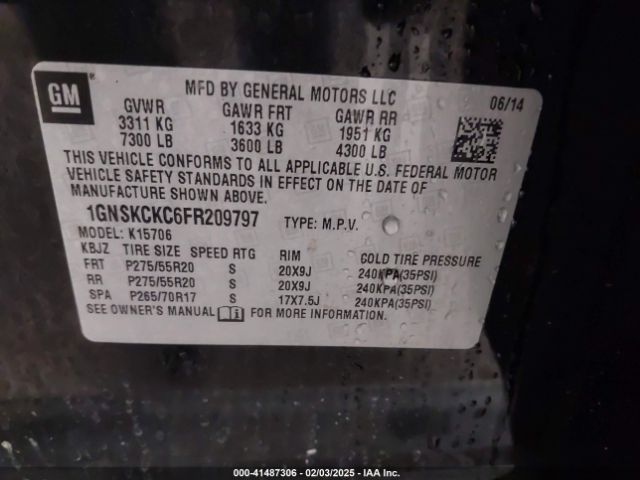 GM
MFD BY GENERAL MOTORS LLC 06/14
GVWR GAWR FRT GAWR RR
3311 KG 1633 KG 1951 KG
7300 LB 3600 LB 4300 LB
THIS VEHICLE CONFORMS TO ALL APPLICABLE U.S. FEDERAL MOTOR
VEHICLE SAFETY STANDARDS IN EFFECT ON THE DATE OF
MANUFACTURE SHOWN ABOVE.
1GNSKCKC6FR209797 TYPE: M.P.V.
MODEL: K15706
KBJZ TIRE SIZE SPEED RTG RIM COLD TIRE PRESSURE
FRT P275/55R20 S 20X9J 240KPA(35PSI)
RR P275/55R20 S 20X9J 240KPA(35PSI)
SPA P265/70R17 S 17X7.5J 240KPA(35PSI)
SEE OWNER'S MANUAL FOR MORE INFORMATION.
000-41487306 - 02/03/2025 - IAA Inc.